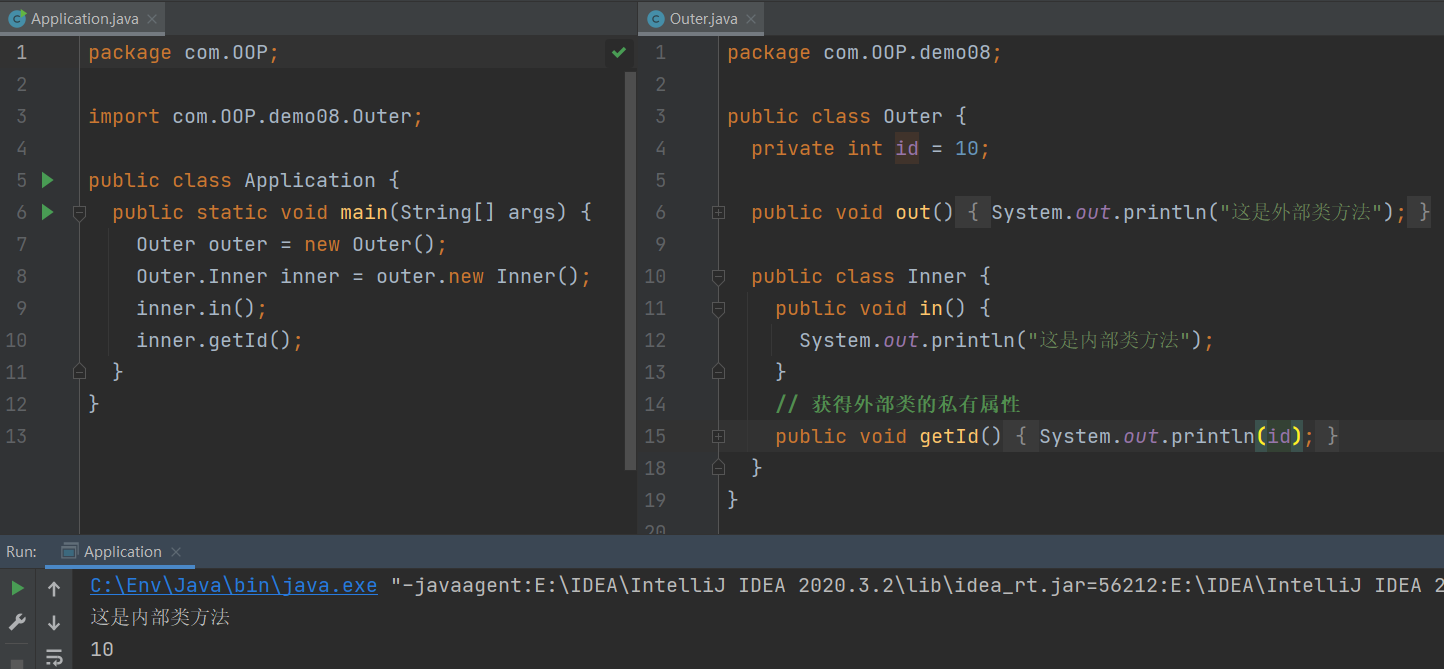 Application.java
1 package com.OOP;
2
3 import com.OOP.demo08.Outer;
4
5 public class Application {
6 public static void main(String[] args) {
7 Outer outer = new Outer();
8 Outer.Inner inner = outer.new Inner();
9 inner.in();
10 inner.getId();
11 }
12 }
13
Outer.java
1 package com.OOP.demo08;
2
3 public class Outer {
4 private int id = 10;
5
6 public void out() { System.out.println("这是外部类方法"); }
9
10 public class Inner {
11 public void in() {
12 System.out.println("这是内部类方法");
13 }
14 // 获得外部类的私有属性
15 public void getId() { System.out.println(id); }
18 }
19 }
20
Run: Application
C:\Env\Java\bin\java.exe "-javaagent:E:\IDEA\IntelliJ IDEA 2020.3.2\lib\idea_rt.jar=56212:E:\IDEA\IntelliJ IDEA 2
这是内部类方法
10